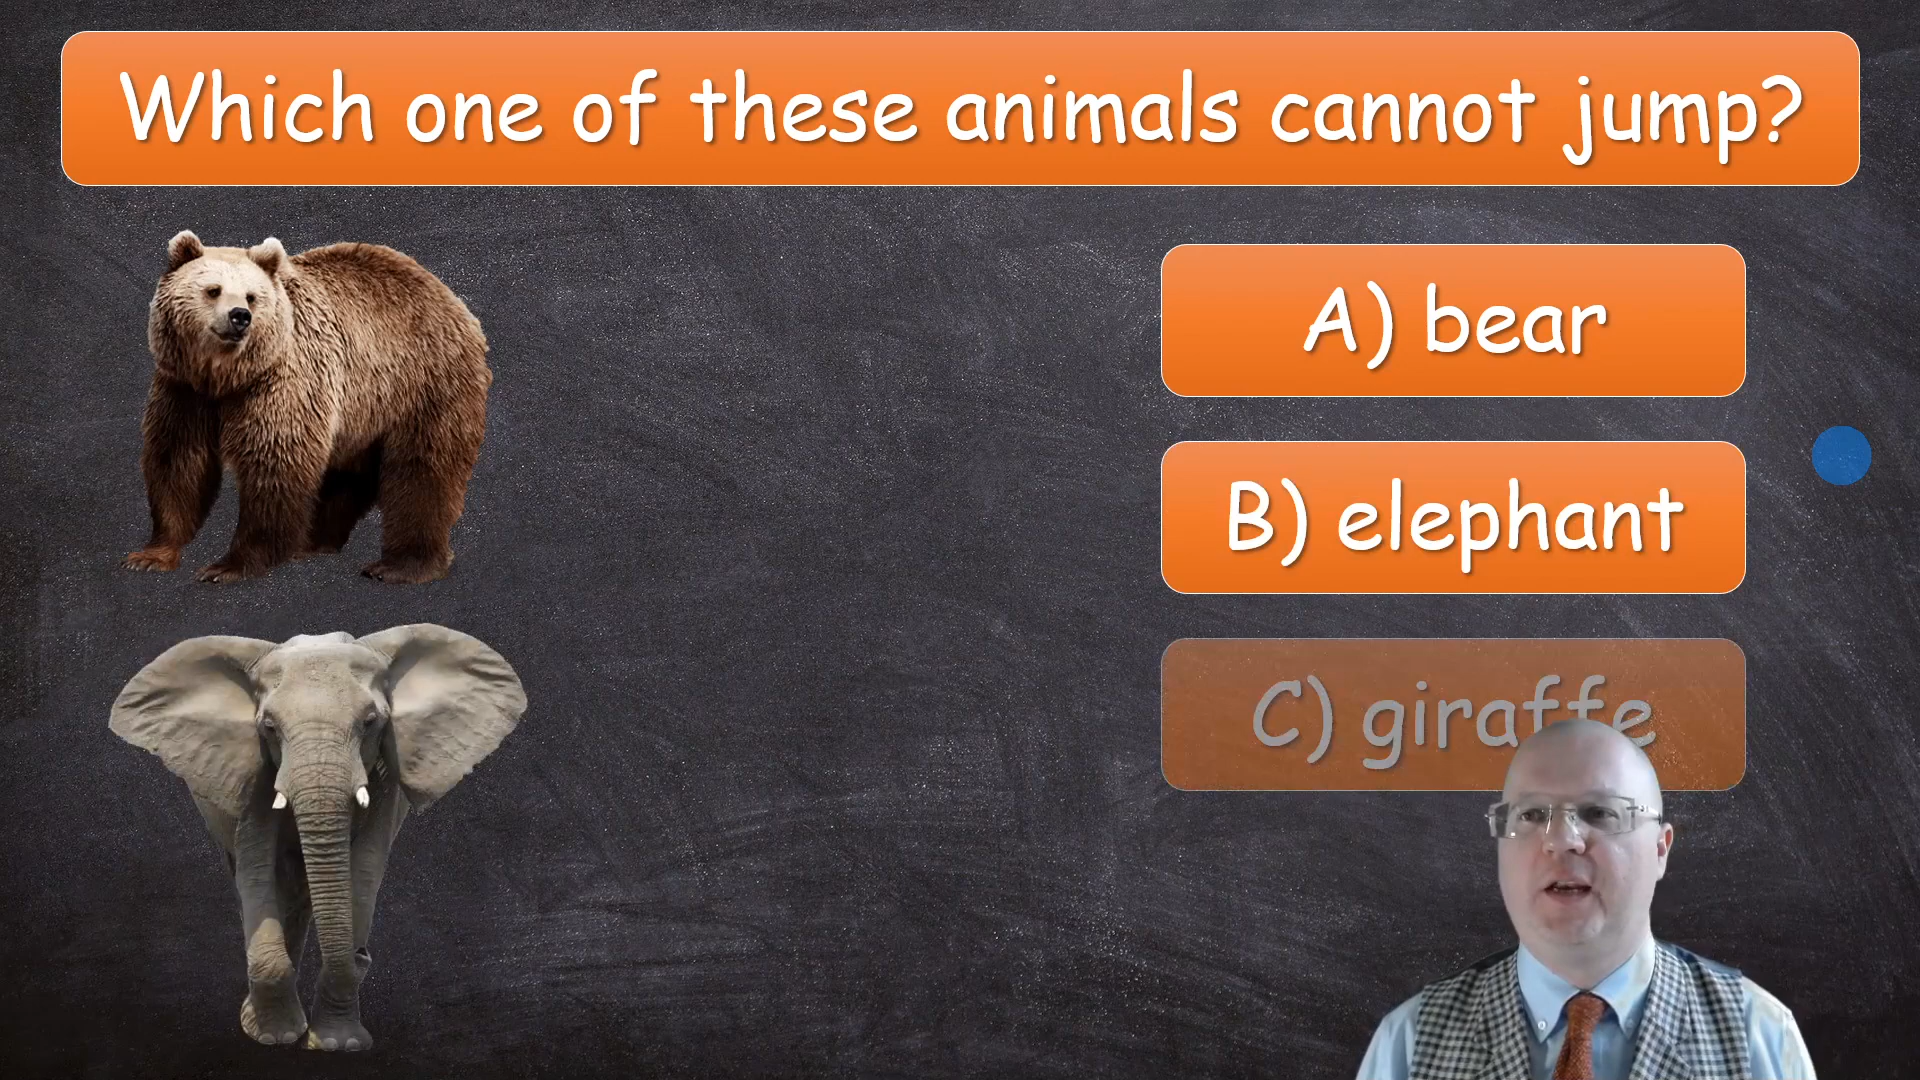 Which one of these animals cannot jump?
A) bear
B) elephant
C) giraffe